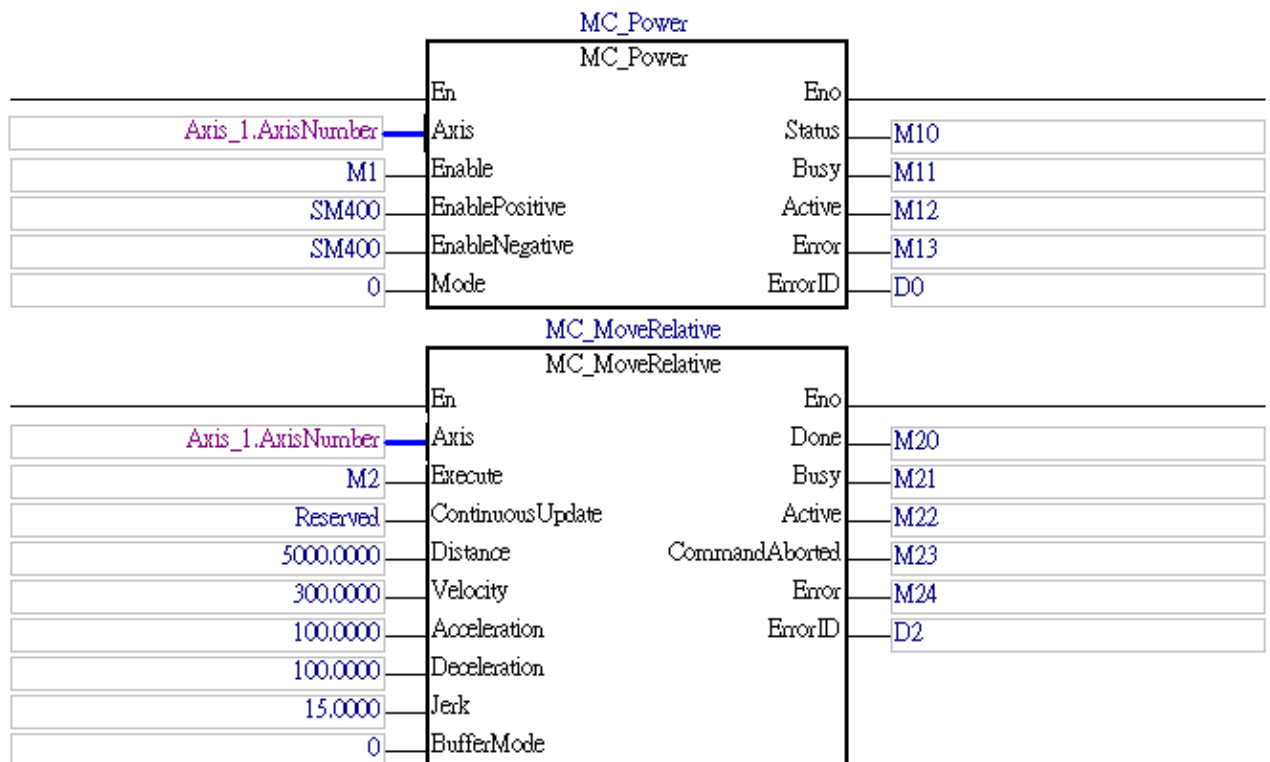 MC_Power
MC_Power
En Eno
Axis_1.AxisNumber Axis Status M10
M1 Enable Busy M11
SM400 EnablePositive Active M12
SM400 EnableNegative Error M13
0 Mode ErrorID D0
MC_MoveRelative
MC_MoveRelative
En Eno
Axis_1.AxisNumber Axis Done M20
M2 Execute Busy M21
Reserved ContinuousUpdate Active M22
5000.0000 Distance CommandAborted M23
300.0000 Velocity Error M24
100.0000 Acceleration ErrorID D2
100.0000 Deceleration
15.0000 Jerk
0 BufferMode